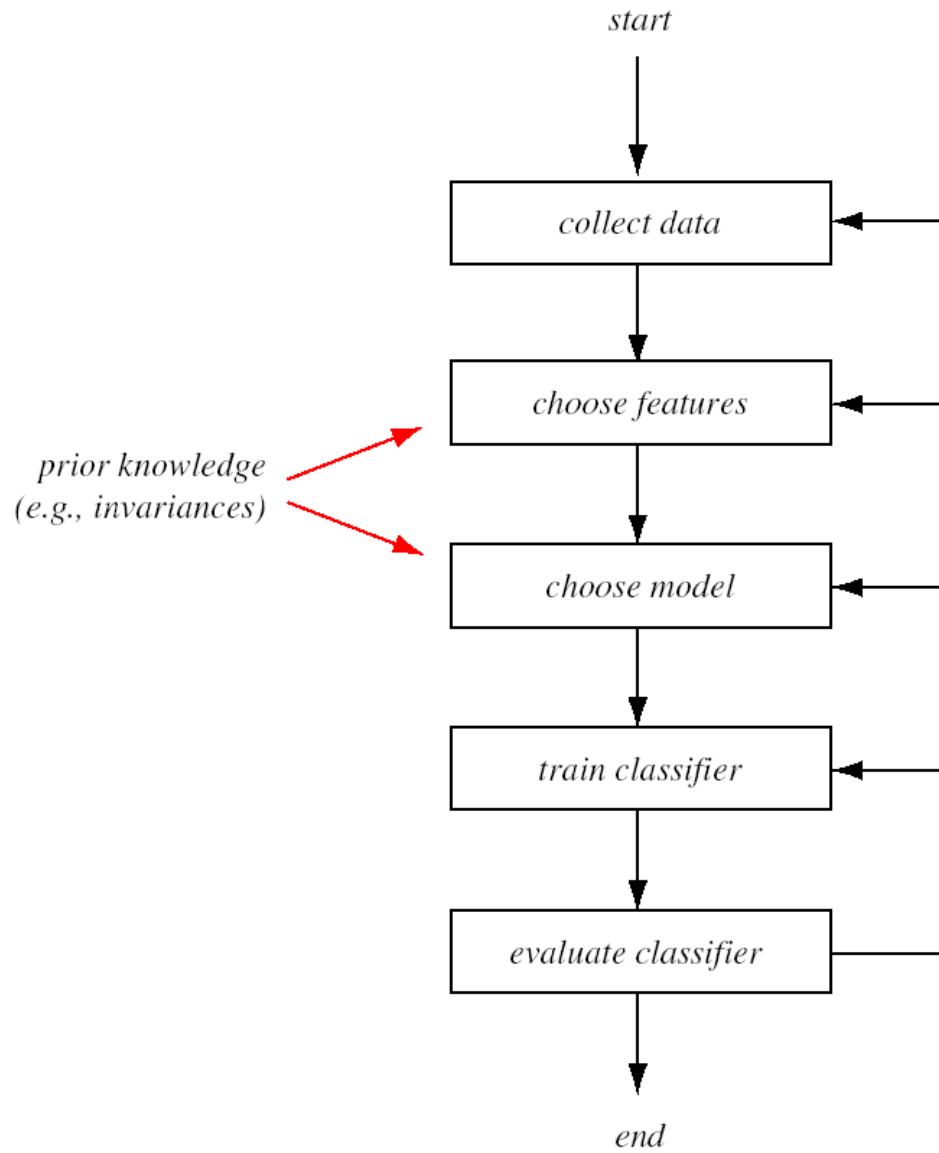 start
collect data
choose features
prior knowledge
(e.g., invariances)
choose model
train classifier
evaluate classifier
end